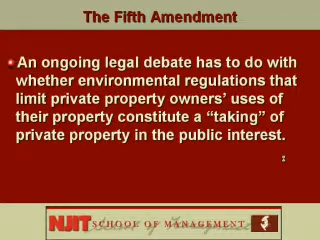 The Fifth Amendment
An ongoing legal debate has to do with
whether environmental regulations that
limit private property owners’ uses of
their property constitute a “taking” of
private property in the public interest.
NJIT SCHOOL OF MANAGEMENT